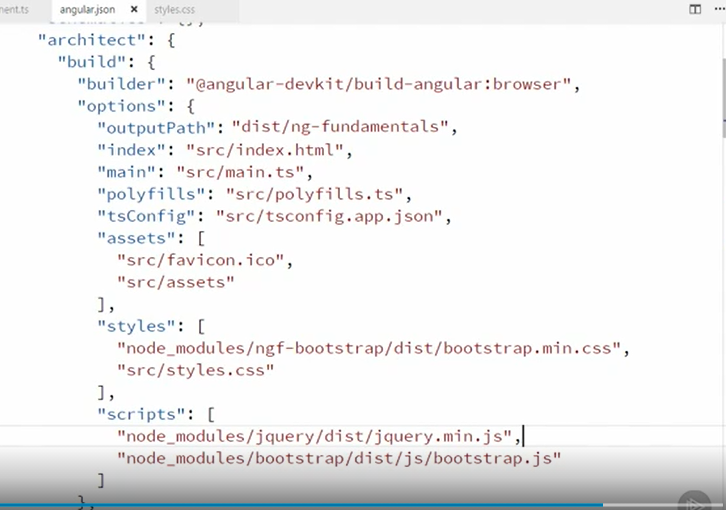 nent.ts angular.json × styles.css
"architect": {
"build": {
"builder": "@angular-devkit/build-angular:browser",
"options": {
"outputPath": "dist/ng-fundamentals",
"index": "src/index.html",
"main": "src/main.ts",
"polyfills": "src/polyfills.ts",
"tsConfig": "src/tsconfig.app.json",
"assets": [
"src/favicon.ico",
"src/assets"
],
"styles": [
"node_modules/ngf-bootstrap/dist/bootstrap.min.css",
"src/styles.css"
],
"scripts": [
"node_modules/jquery/dist/jquery.min.js",
"node_modules/bootstrap/dist/js/bootstrap.js"
]
},